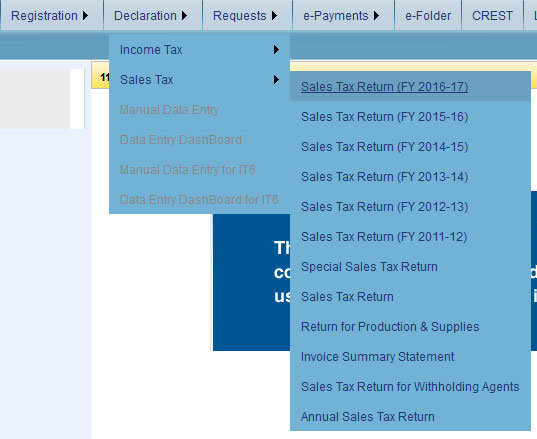 Registration Declaration Requests e-Payments e-Folder CREST
Income Tax
Sales Tax
Manual Data Entry
Data Entry DashBoard
Manual Data Entry for IT6
Data Entry DashBoard for IT6
11
Sales Tax Return (FY 2016-17)
Sales Tax Return (FY 2015-16)
Sales Tax Return (FY 2014-15)
Sales Tax Return (FY 2013-14)
Sales Tax Return (FY 2012-13)
Sales Tax Return (FY 2011-12)
Special Sales Tax Return
Sales Tax Return
Return for Production & Supplies
Invoice Summary Statement
Sales Tax Return for Withholding Agents
Annual Sales Tax Return